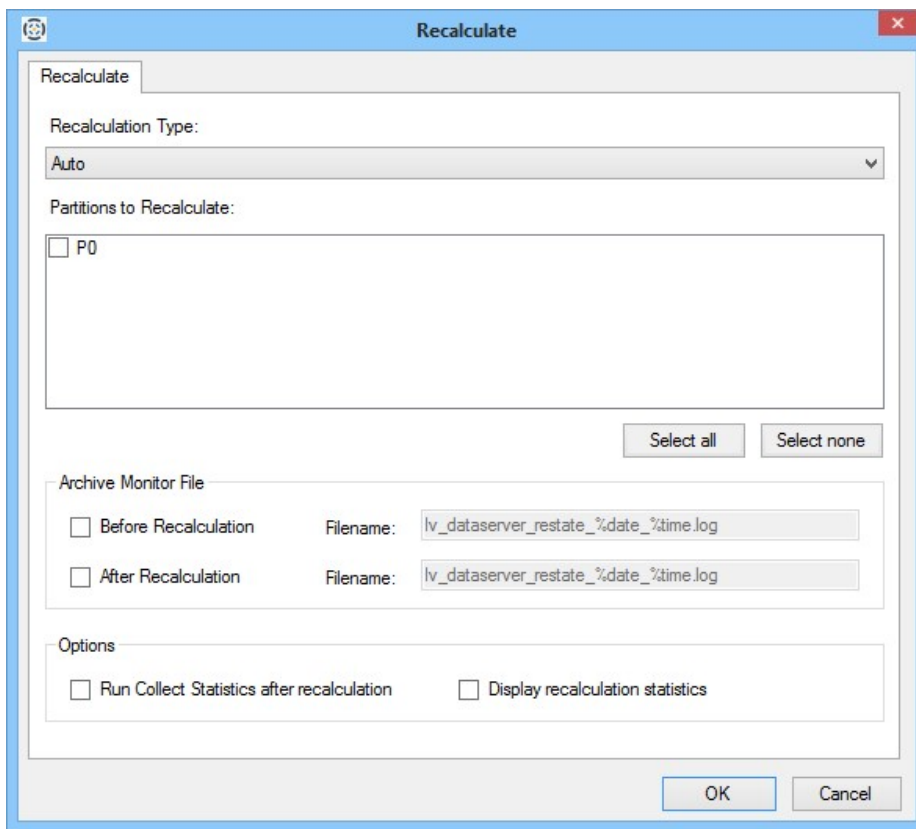 Recalculate
Recalculate
Recalculation Type:
Auto
Partitions to Recalculate:
P0
Select all Select none
Archive Monitor File
Before Recalculation Filename: lv_dataserver_restate_%date_%time.log
After Recalculation Filename: lv_dataserver_restate_%date_%time.log
Options
Run Collect Statistics after recalculation Display recalculation statistics
OK Cancel